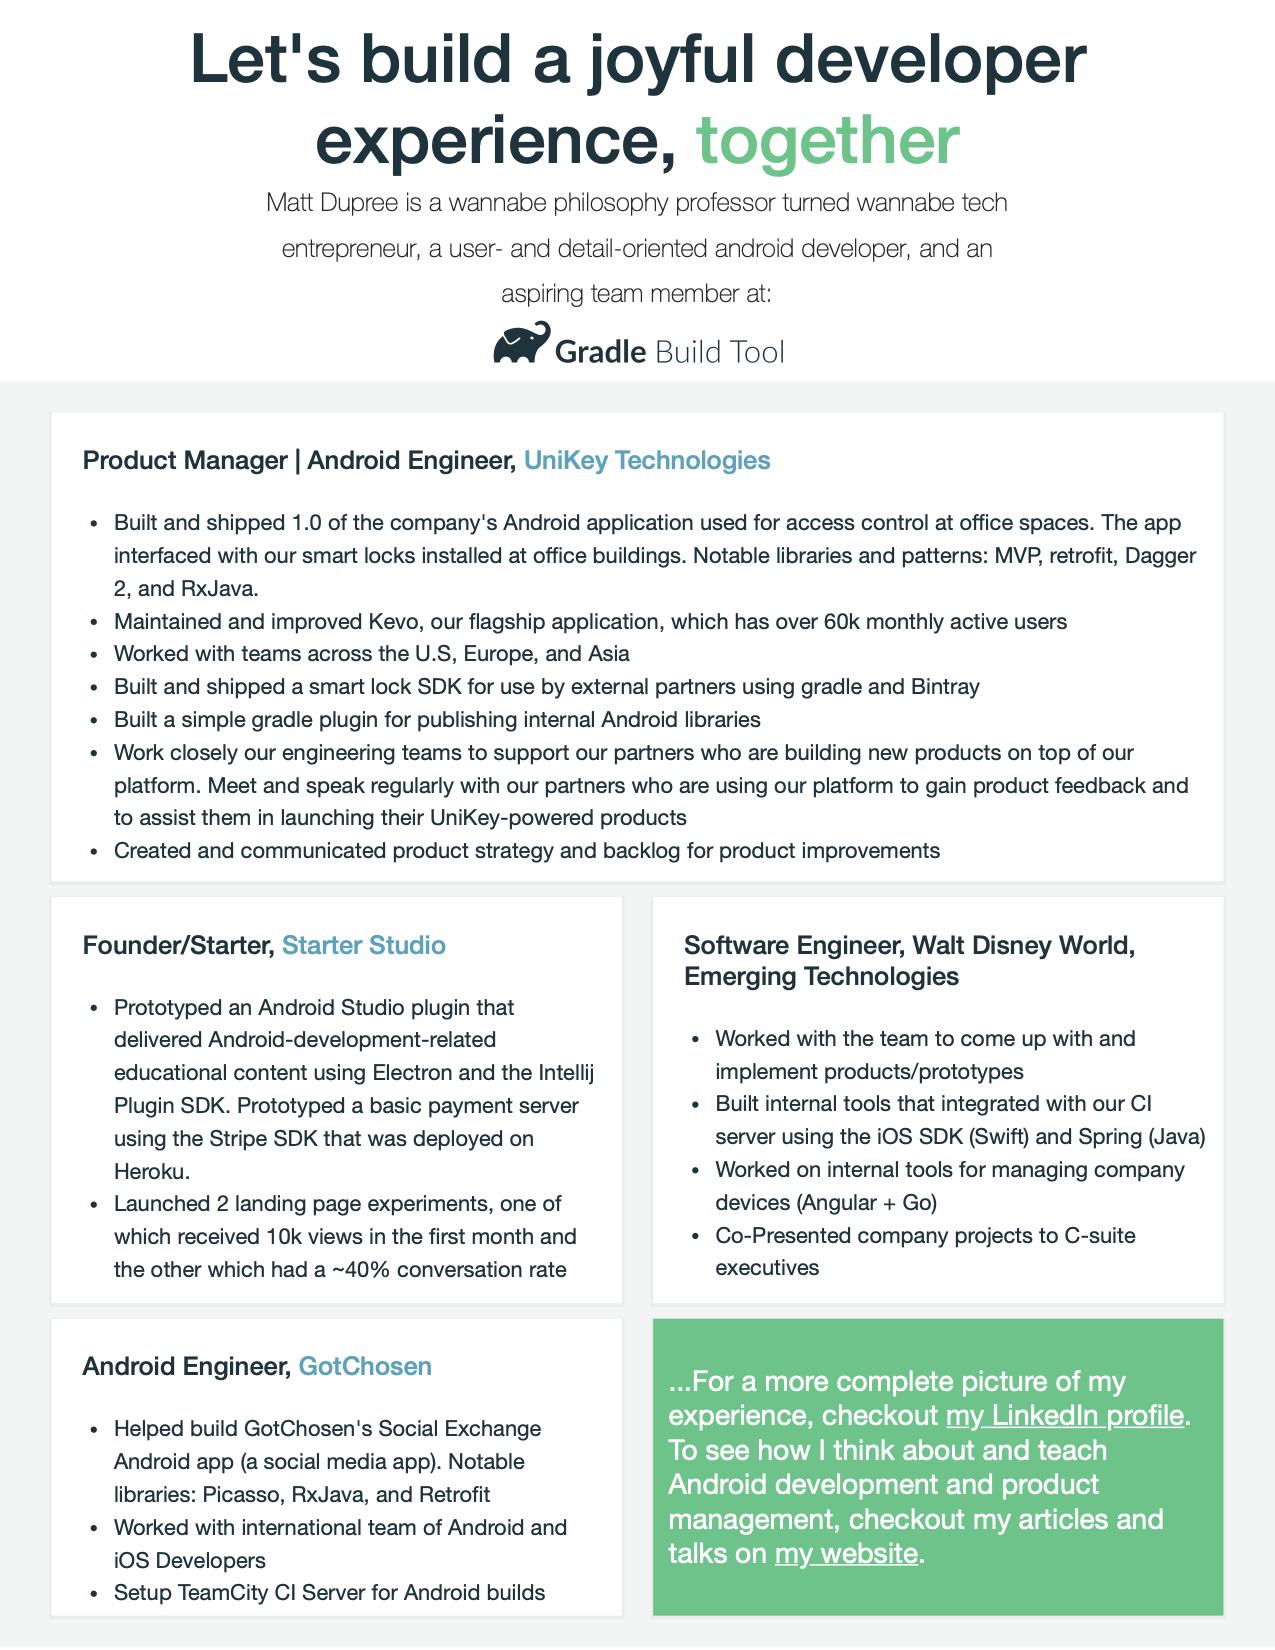 Let's build a joyful developer
experience, together
Matt Dupree is a wannabe philosophy professor turned wannabe tech
entrepreneur, a user- and detail-oriented android developer, and an
aspiring team member at:
Gradle Build Tool
Product Manager | Android Engineer, UniKey Technologies
• Built and shipped 1.0 of the company's Android application used for access control at office spaces. The app
interfaced with our smart locks installed at office buildings. Notable libraries and patterns: MVP, retrofit, Dagger
2, and RxJava.
• Maintained and improved Kevo, our flagship application, which has over 60k monthly active users
• Worked with teams across the U.S, Europe, and Asia
• Built and shipped a smart lock SDK for use by external partners using gradle and Bintray
• Built a simple gradle plugin for publishing internal Android libraries
• Work closely our engineering teams to support our partners who are building new products on top of our
platform. Meet and speak regularly with our partners who are using our platform to gain product feedback and
to assist them in launching their UniKey-powered products
• Created and communicated product strategy and backlog for product improvements
Founder/Starter, Starter Studio
• Prototyped an Android Studio plugin that
delivered Android-development-related
educational content using Electron and the Intellij
Plugin SDK. Prototyped a basic payment server
using the Stripe SDK that was deployed on
Heroku.
• Launched 2 landing page experiments, one of
which received 10k views in the first month and
the other which had a ~40% conversation rate
Software Engineer, Walt Disney World,
Emerging Technologies
• Worked with the team to come up with and
implement products/prototypes
• Built internal tools that integrated with our CI
server using the iOS SDK (Swift) and Spring (Java)
• Worked on internal tools for managing company
devices (Angular + Go)
• Co-Presented company projects to C-suite
executives
Android Engineer, GotChosen
• Helped build GotChosen's Social Exchange
Android app (a social media app). Notable
libraries: Picasso, RxJava, and Retrofit
• Worked with international team of Android and
iOS Developers
• Setup TeamCity CI Server for Android builds
...For a more complete picture of my
experience, checkout my LinkedIn profile.
To see how I think about and teach
Android development and product
management, checkout my articles and
talks on my website.